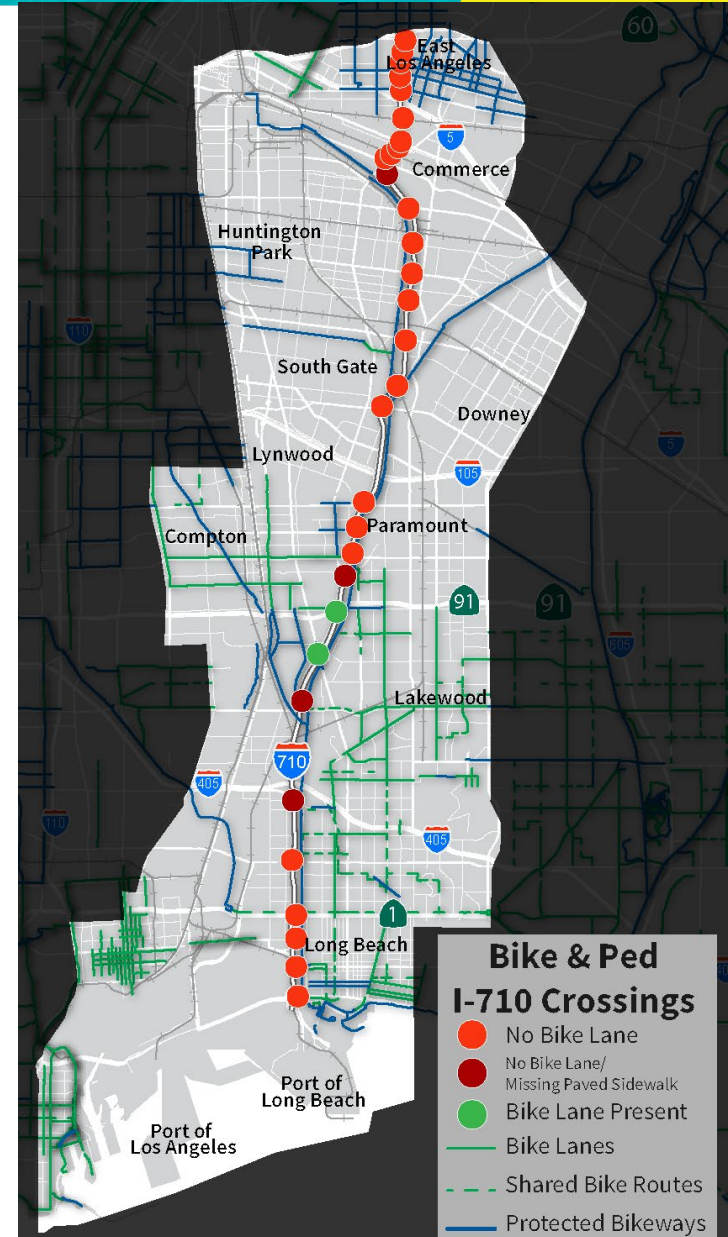 60
East
Los Angeles
5
Commerce
Huntington
Park
110
South Gate
Downey
5
Lynwood
105
Compton
Paramount
91
91
605
Lakewood
710
405
110
405
1
Long Beach
Port of
Long Beach
Port of
Los Angeles
Bike & Ped
I-710 Crossings
No Bike Lane
No Bike Lane/
Missing Paved Sidewalk
Bike Lane Present
Bike Lanes
Shared Bike Routes
Protected Bikeways